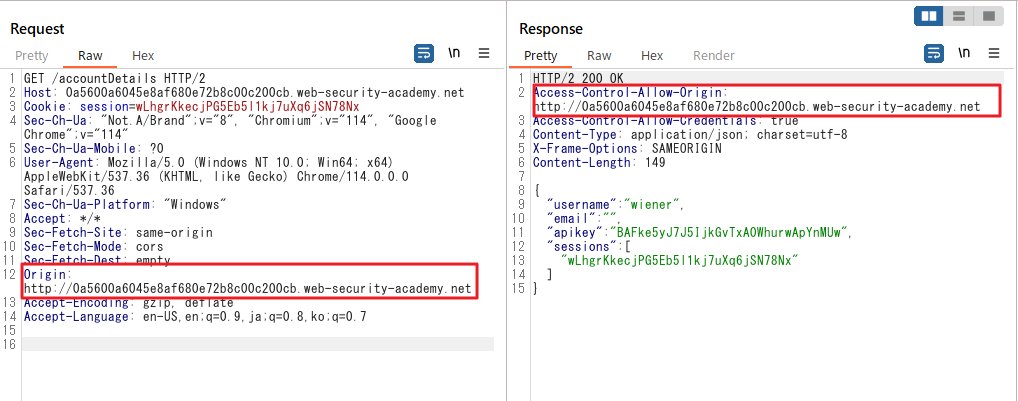 Request
Pretty Raw Hex
\n
1 GET /accountDetails HTTP/2
2 Host: 0a5600a6045e8af680e72b8c00c200cb.web-security-academy.net
3 Cookie: session=wLhgrKkecjPG5Eb5l1kj7uXq6jSN78Nx
4 Sec-Ch-Ua: "Not.A/Brand";v="8", "Chromium";v="114", "Google
Chrome";v="114"
5 Sec-Ch-Ua-Mobile: ?0
6 User-Agent: Mozilla/5.0 (Windows NT 10.0; Win64; x64)
AppleWebKit/537.36 (KHTML, like Gecko) Chrome/114.0.0.0
Safari/537.36
7 Sec-Ch-Ua-Platform: "Windows"
8 Accept: */*
9 Sec-Fetch-Site: same-origin
10 Sec-Fetch-Mode: cors
11 Sec-Fetch-Dest: empty
12 Origin:
http://0a5600a6045e8af680e72b8c00c200cb.web-security-academy.net
13 Accept-Encoding: gzip, deflate
14 Accept-Language: en-US,en;q=0.9,ja;q=0.8,ko;q=0.7
15
16
Response
Pretty Raw Hex Render
\n
1 HTTP/2 200 OK
2 Access-Control-Allow-Origin:
http://0a5600a6045e8af680e72b8c00c200cb.web-security-academy.net
3 Access-Control-Allow-Credentials: true
4 Content-Type: application/json; charset=utf-8
5 X-Frame-Options: SAMEORIGIN
6 Content-Length: 149
7
8 {
9 "username":"wiener",
10 "email":"",
11 "apikey":"BAFke5yJ7J5IjkGvTxAOWhurwApYnMUw",
12 "sessions":[
13 "wLhgrKkecjPG5Eb5l1kj7uXq6jSN78Nx"
14 ]
15 }